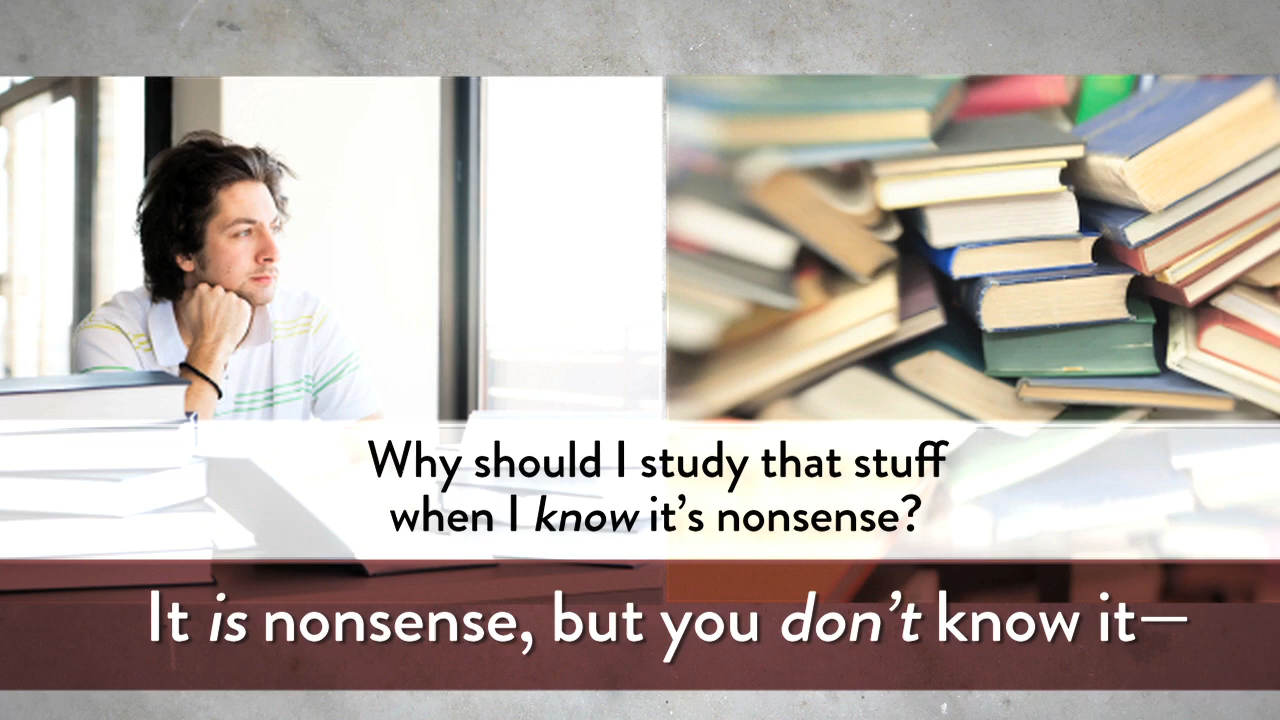 Why should I study that stuff
when I know it's nonsense?
It is nonsense, but you don't know it—